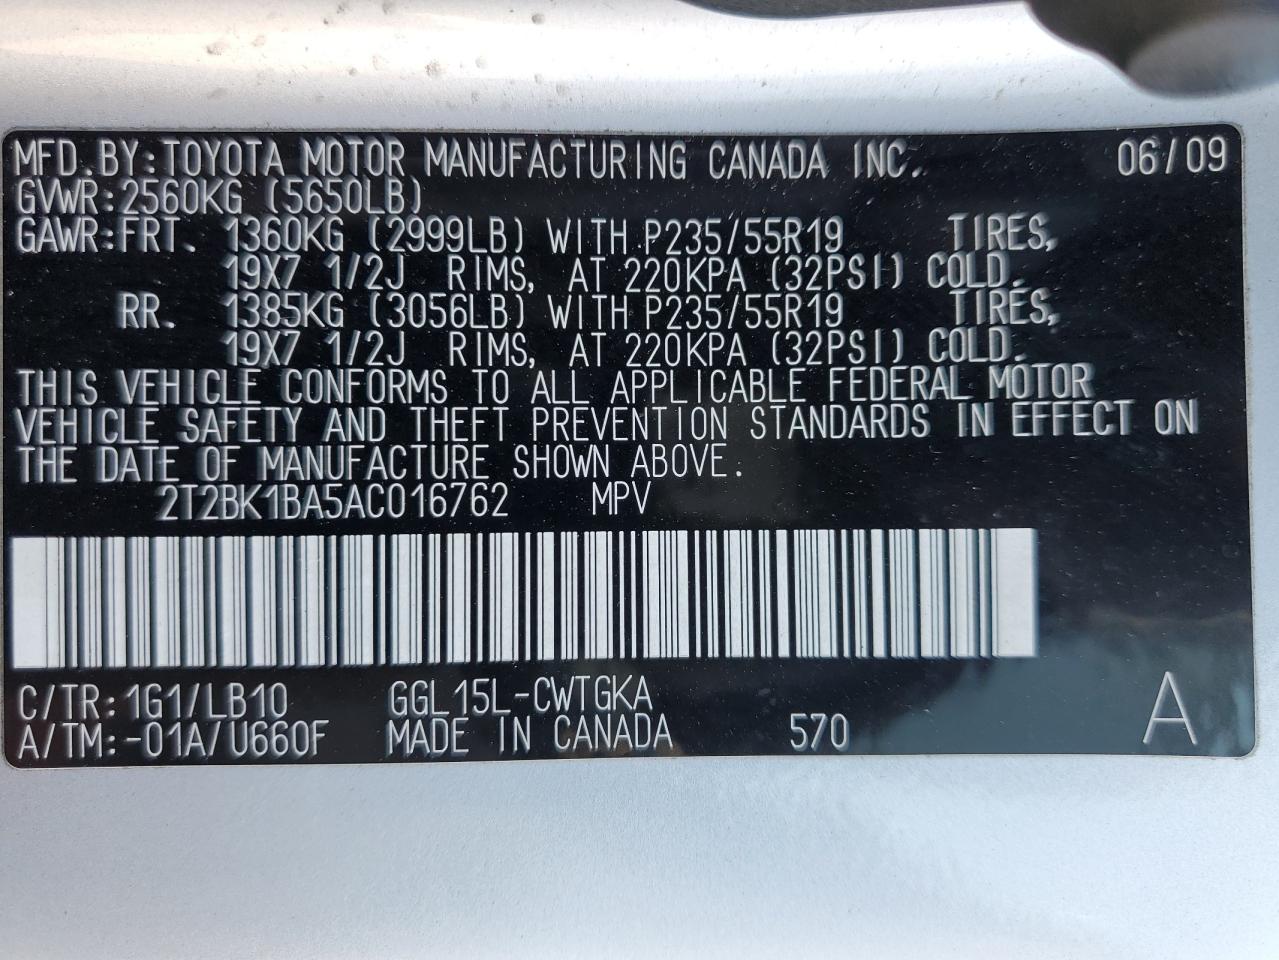 MFD.BY:TOYOTA MOTOR MANUFACTURING CANADA INC. 06/09
GVWR:2560KG (5650LB)
GAWR:FRT. 1360KG (2999LB) WITH P235/55R19 TIRES,
19X7 1/2J RIMS, AT 220KPA (32PSI) COLD.
RR. 1385KG (3056LB) WITH P235/55R19 TIRES,
19X7 1/2J RIMS, AT 220KPA (32PSI) COLD.
THIS VEHICLE CONFORMS TO ALL APPLICABLE FEDERAL MOTOR
VEHICLE SAFETY AND THEFT PREVENTION STANDARDS IN EFFECT ON
THE DATE OF MANUFACTURE SHOWN ABOVE.
2T2BK1BA5AC016762 MPV
C/TR:1G1/LB10 GGL15L-CWTGKA
A/TM:-01A/U660F MADE IN CANADA 570 A